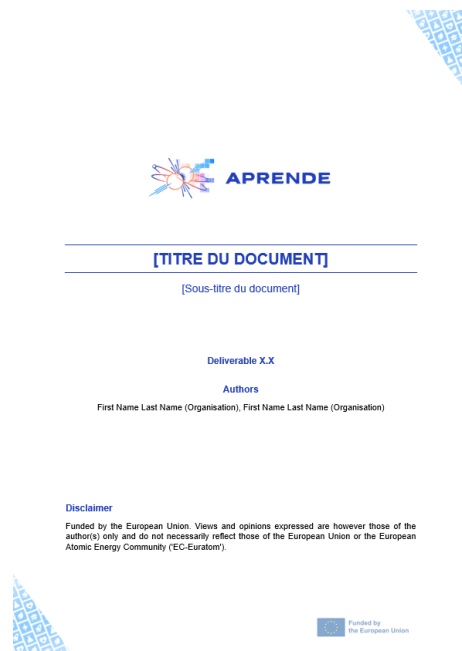 APRENDE
[TITRE DU DOCUMENT]
[Sous-titre du document]
Deliverable X.X
Authors
First Name Last Name (Organisation), First Name Last Name (Organisation)
Disclaimer
Funded by the European Union. Views and opinions expressed are however those of the
author(s) only and do not necessarily reflect those of the European Union or the European
Atomic Energy Community ('EC-Euratom').
Funded by
the European Union